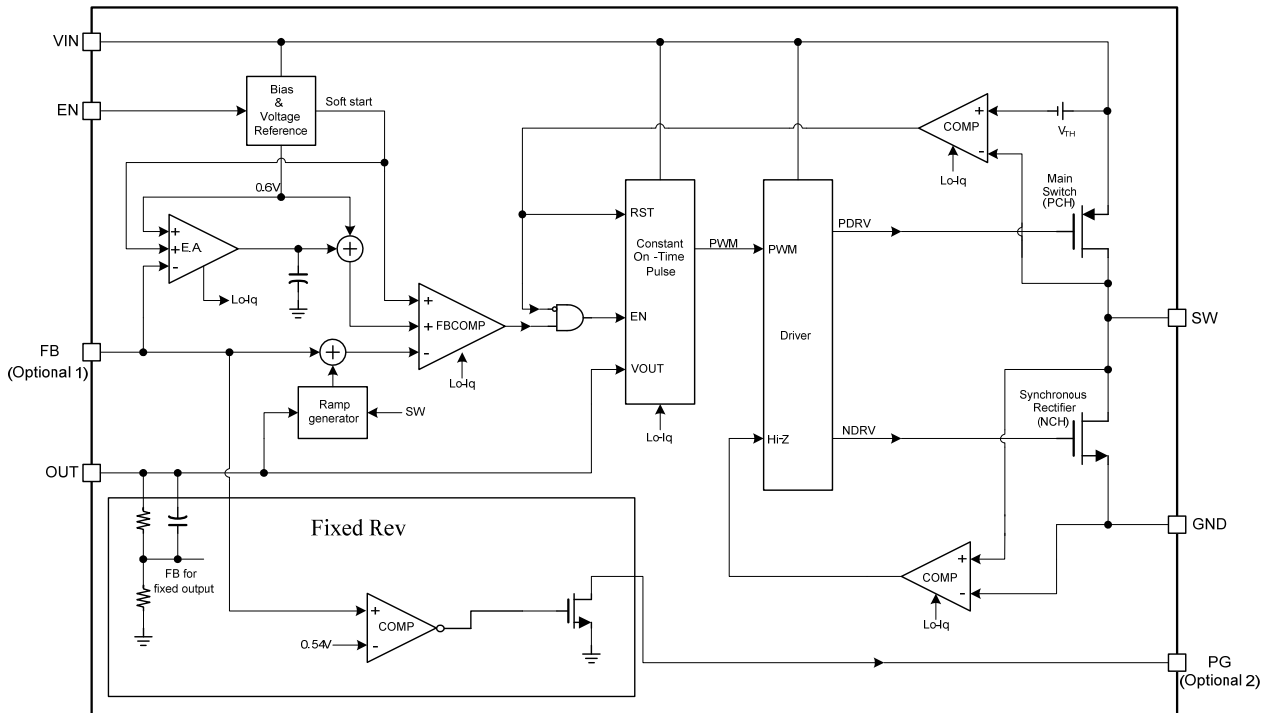 VIN
EN
Bias
&
Voltage
Reference
Soft start
0.6V
+
+
-
E.A.
+
Lo-Iq
+
+
-
FBCOMP
Lo-Iq
FB
(Optional 1)
+
Ramp
generator
SW
OUT
RST
Constant
On -Time
Pulse
EN
VOUT
Lo-Iq
PWM
PWM
Driver
Hi-Z
PDRV
NDRV
COMP
+
-
Lo-Iq
VTH
Main
Switch
(PCH)
SW
Synchronous
Rectifier
(NCH)
GND
COMP
+
-
Lo-Iq
Fixed Rev
FB for
fixed output
0.54V
+
-
COMP
PG
(Optional 2)